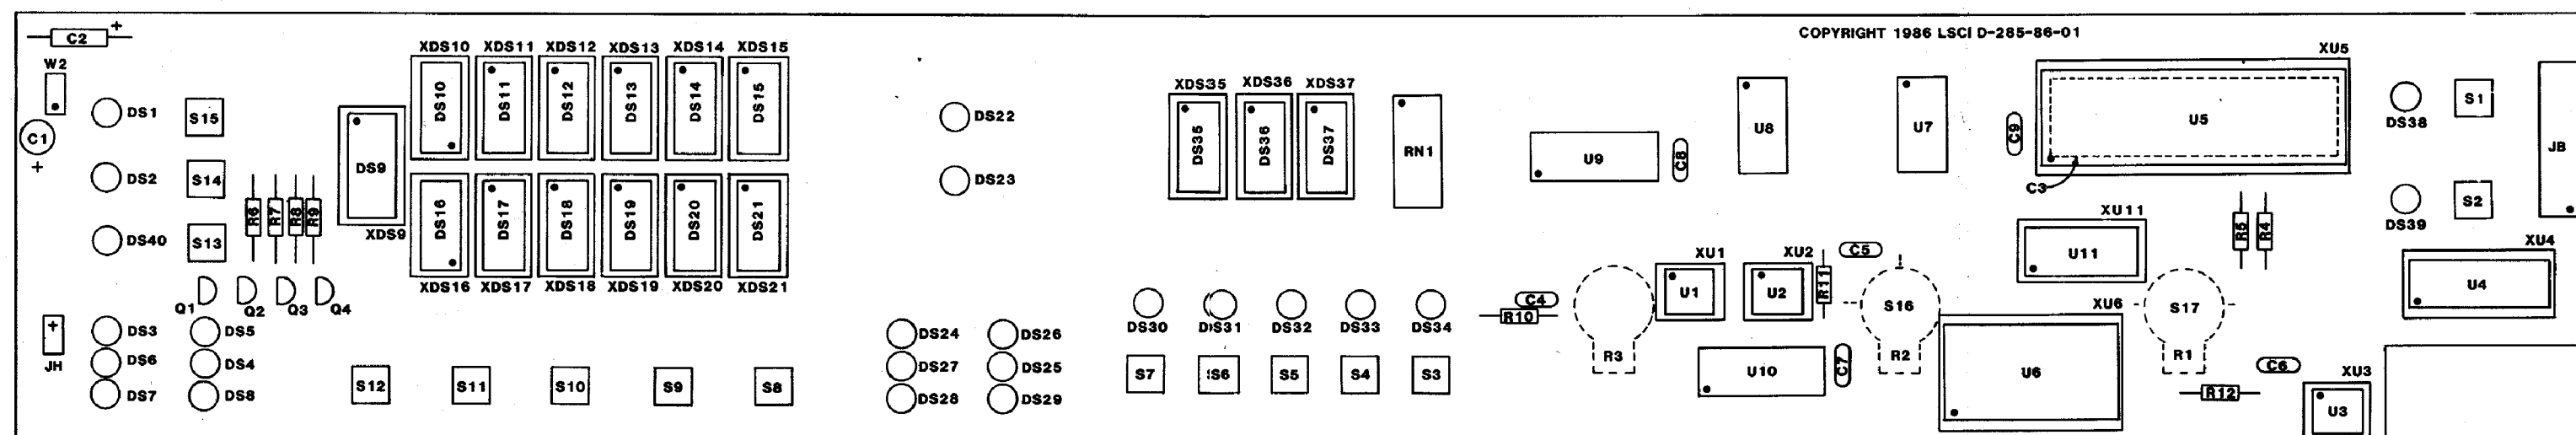 COPYRIGHT 1986 LSCI D-285-86-01
C2 +
W2
XDS10 XDS11 XDS12 XDS13 XDS14 XDS15
XU5
DS10 DS11 DS12 DS13 DS14 DS15
XDS35 XDS36 XDS37
DS1
S15
C1
+
DS22
DS35 DS36 DS37
RN1
U9
C8
U8
U7
C9
U5
C3
DS38
S1
JB
DS2
S14
DS9
XDS9
DS23
DS39
S2
R6 R7 R8 R9
DS40
S13
DS16 DS17 DS18 DS19 DS20 DS21
XDS16 XDS17 XDS18 XDS19 XDS20 XDS21
XU11
U11
R5 R4
XU4
U4
Q1 Q2 Q3 Q4
XU1
U1
XU2
U2
R11
C5
S16
XU6
S17
+
JH
DS3 DS5
DS6 DS4
DS7 DS8
DS24 DS26
DS27 DS25
DS28 DS29
DS30 DS31 DS32 DS33 DS34
C4
R10
R3
R2
R1
S12 S11 S10 S9 S8
S7 S6 S5 S4 S3
U10
C7
U6
C6
R12
XU3
U3